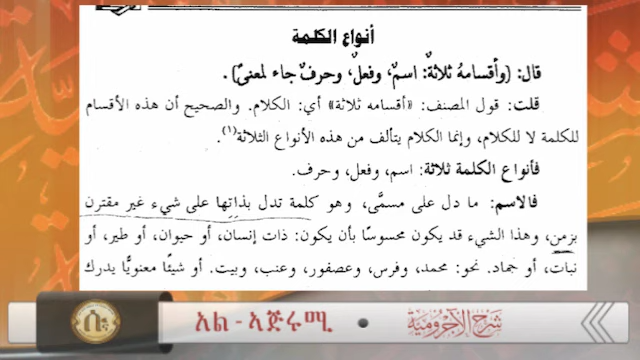 أنواع الكلمة
قال: (وأقسامهُ ثلاثةٌ: اسمٌ، وفعلٌ، وحرفٌ جاء لمعنىً).
قلت: قول المصنف: «أقسامه ثلاثة» أي: الكلام. والصحيح أن هذه الأقسام
للكلمة لا للكلام، وإنما الكلام يتألف من هذه الأنواع الثلاثة(١).
فأنواع الكلمة ثلاثة: اسم، وفعل، وحرف.
فالاسم: ما دل على مسمَّى، وهو كلمة تدل بذاتِها على شيء غير مقترن
بزمن، وهذا الشيء قد يكون محسوسًا بأن يكون: ذات إنسان، أو حيوان، أو طير، أو
نبات، أو جماد. نحو: محمد، وفرس، وعصفور، وعنب، وبيت. أو شيئًا معنويًّا يدرك
አል-ኣጅሩሚ • شرح الآجرومية